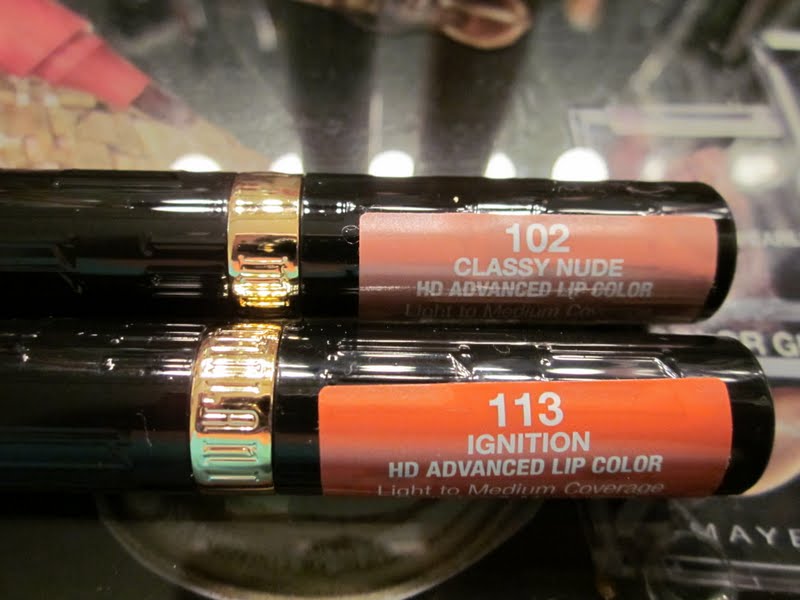 102
CLASSY NUDE
HD ADVANCED LIP COLOR
Light to Medium Coverage
113
IGNITION
HD ADVANCED LIP COLOR
Light to Medium Coverage
MAYB